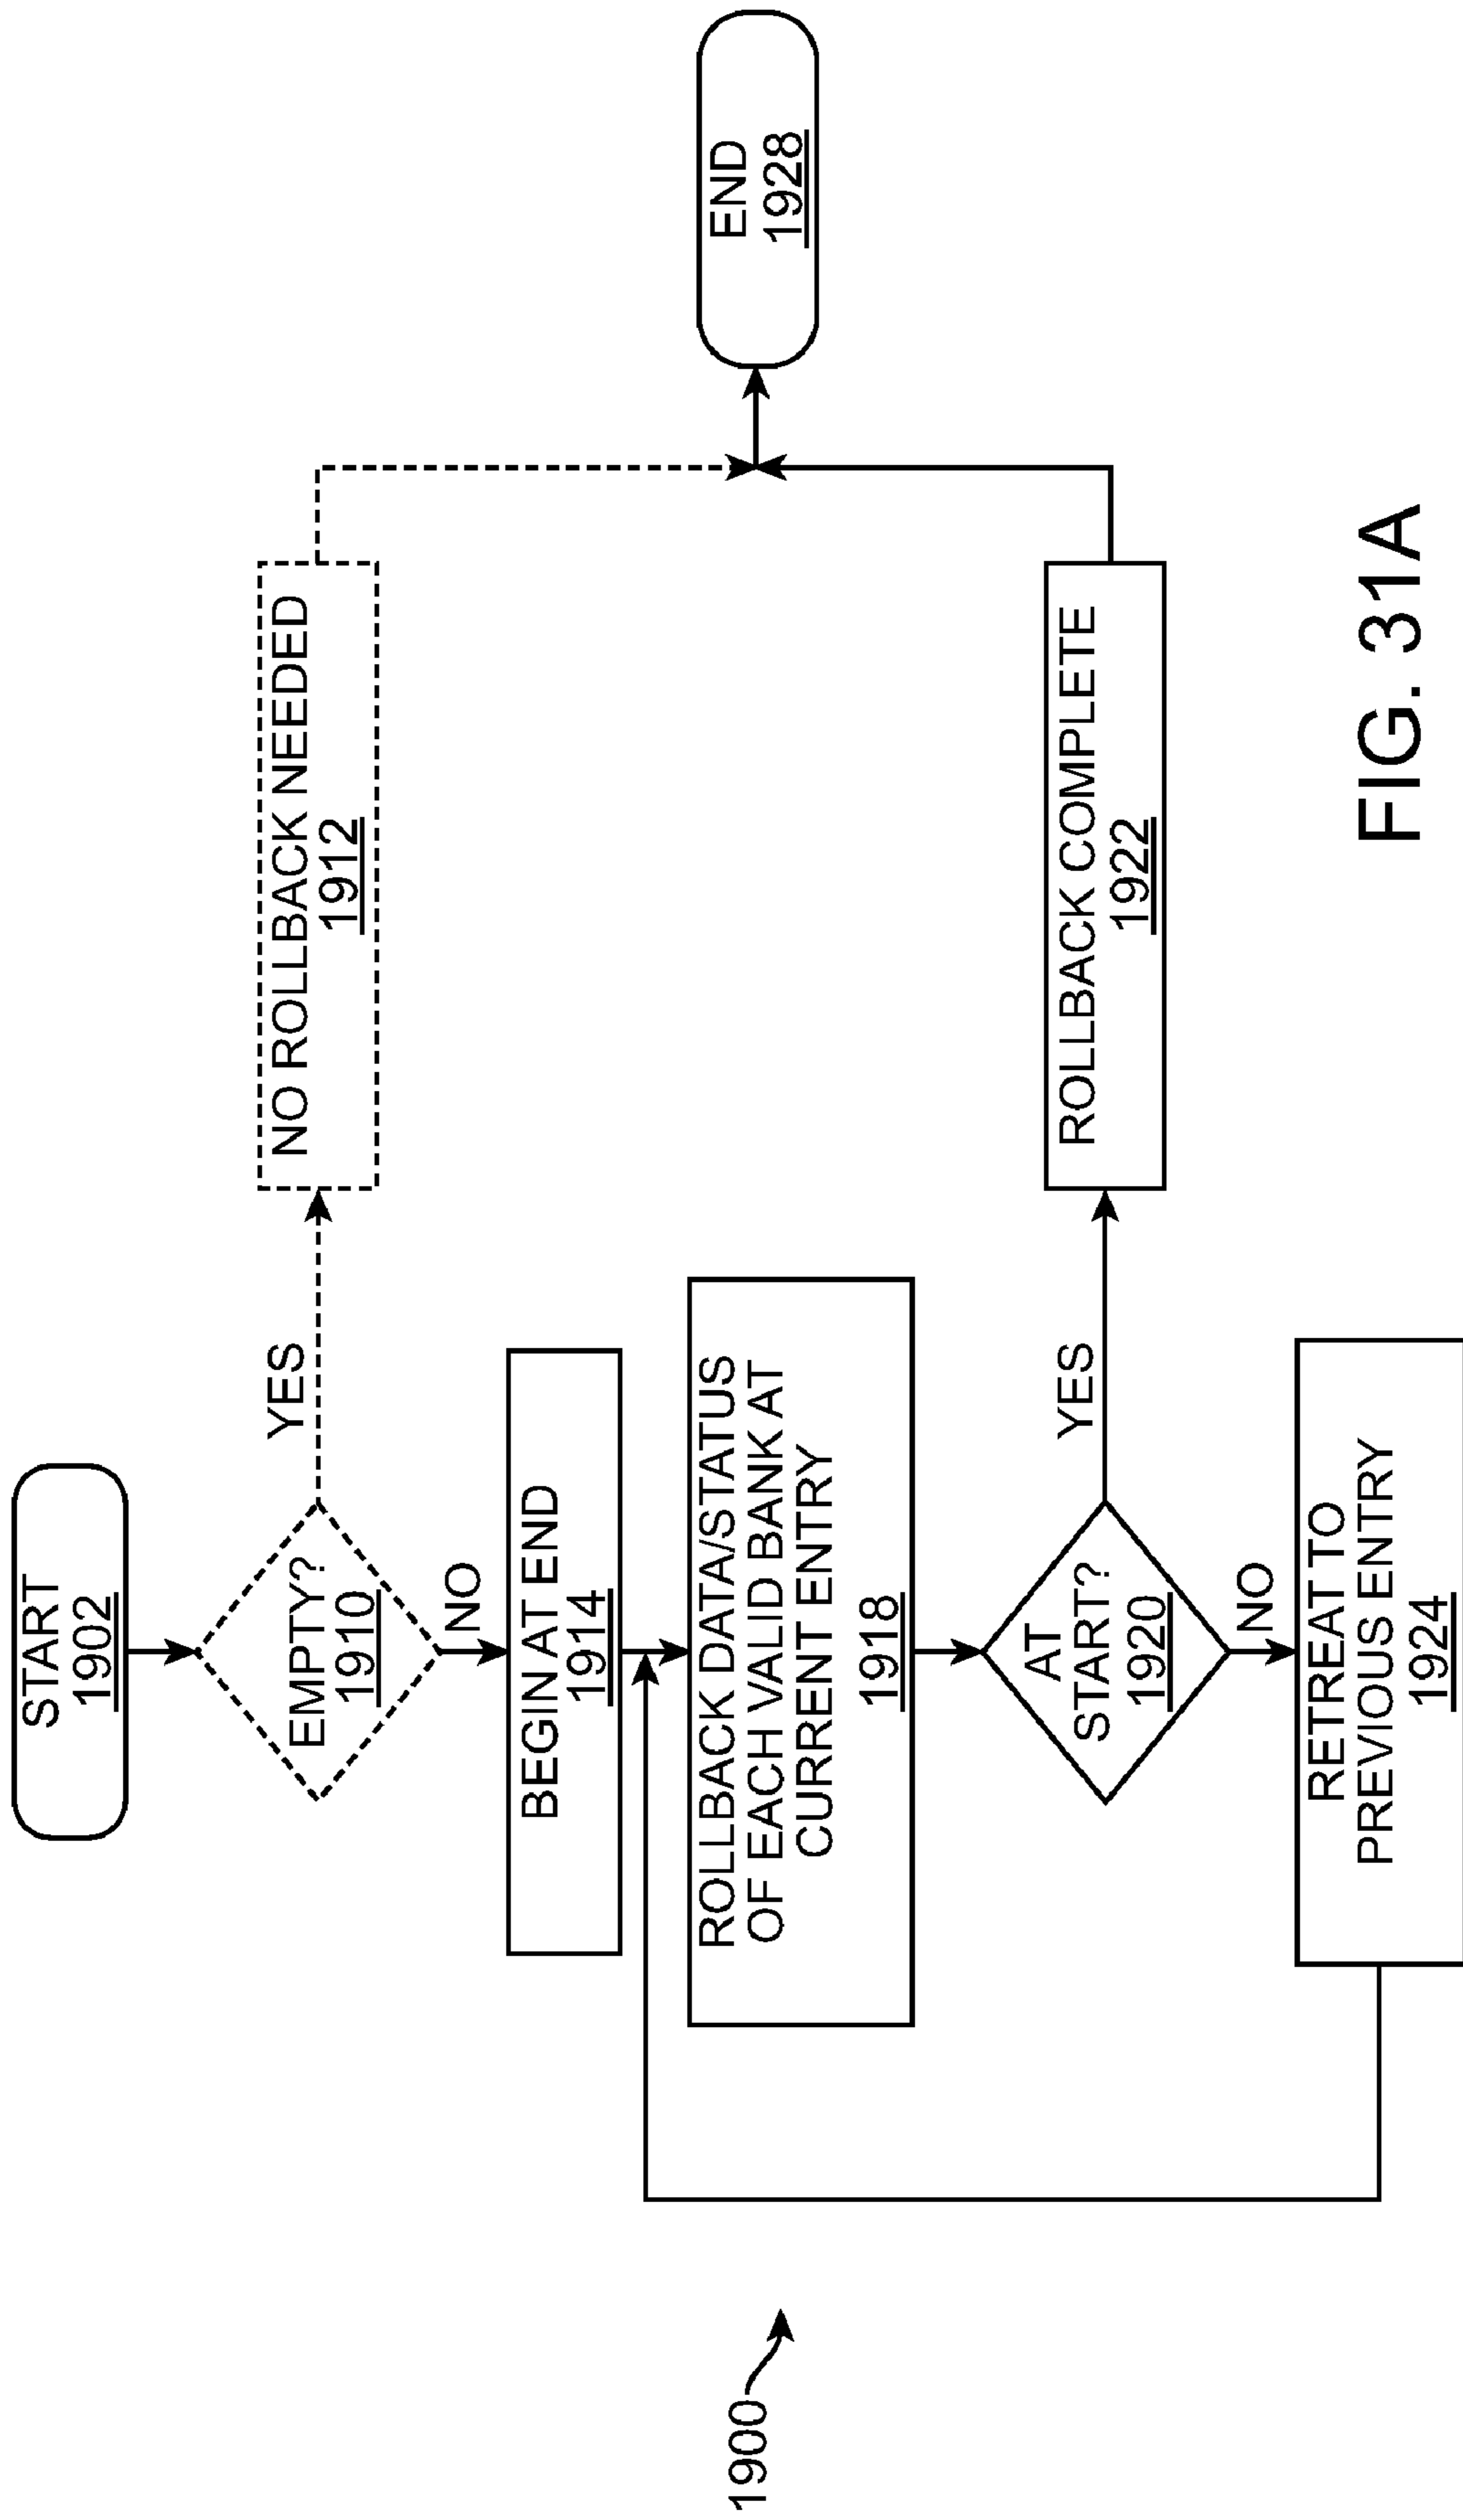 START
1902
EMPTY?
1910
YES
NO ROLLBACK NEEDED
1912
NO
BEGIN AT END
1914
ROLLBACK DATA/STATUS
OF EACH VALID BANK AT
CURRENT ENTRY
1918
AT
START?
1920
YES
ROLLBACK COMPLETE
1922
NO
RETREAT TO
PREVIOUS ENTRY
1924
END
1928
1900
FIG. 31A